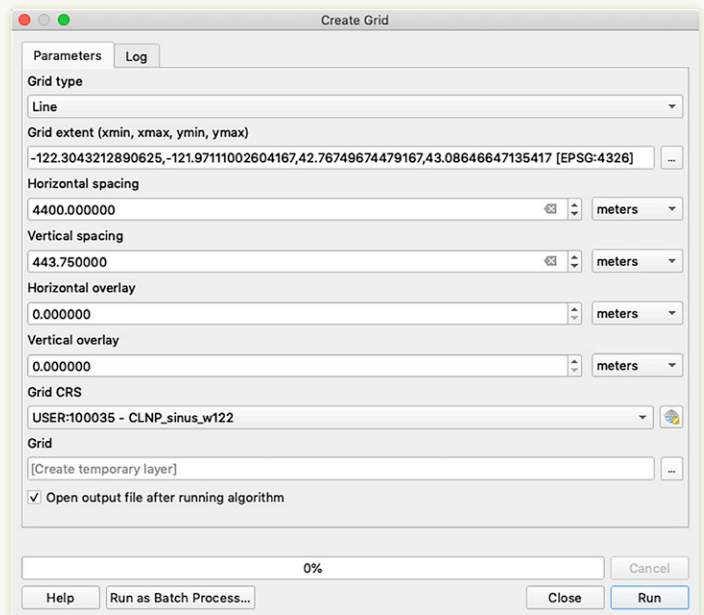 Create Grid
Parameters Log
Grid type
Line
Grid extent (xmin, xmax, ymin, ymax)
-122.3043212890625,-121.97111002604167,42.76749674479167,43.08646647135417 [EPSG:4326] ...
Horizontal spacing
4400.000000 meters
Vertical spacing
443.750000 meters
Horizontal overlay
0.000000 meters
Vertical overlay
0.000000 meters
Grid CRS
USER:100035 - CLNP_sinus_w122
Grid
[Create temporary layer] ...
Open output file after running algorithm
0% Cancel
Help Run as Batch Process... Close Run